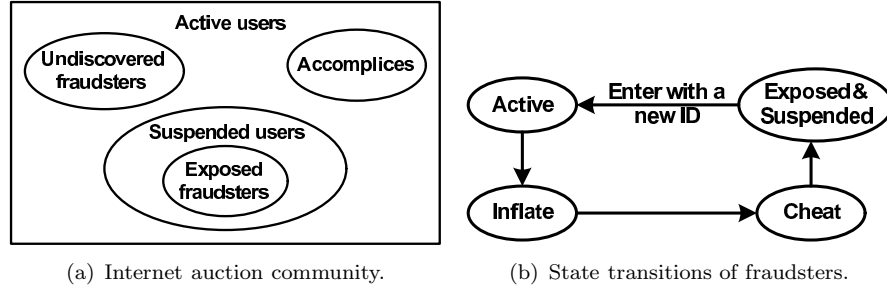 Active users
Undiscovered
fraudsters
Accomplices
Suspended users
Exposed
fraudsters
(a) Internet auction community.
Active
Enter with a
new ID
Exposed&
Suspended
Inflate
Cheat
(b) State transitions of fraudsters.